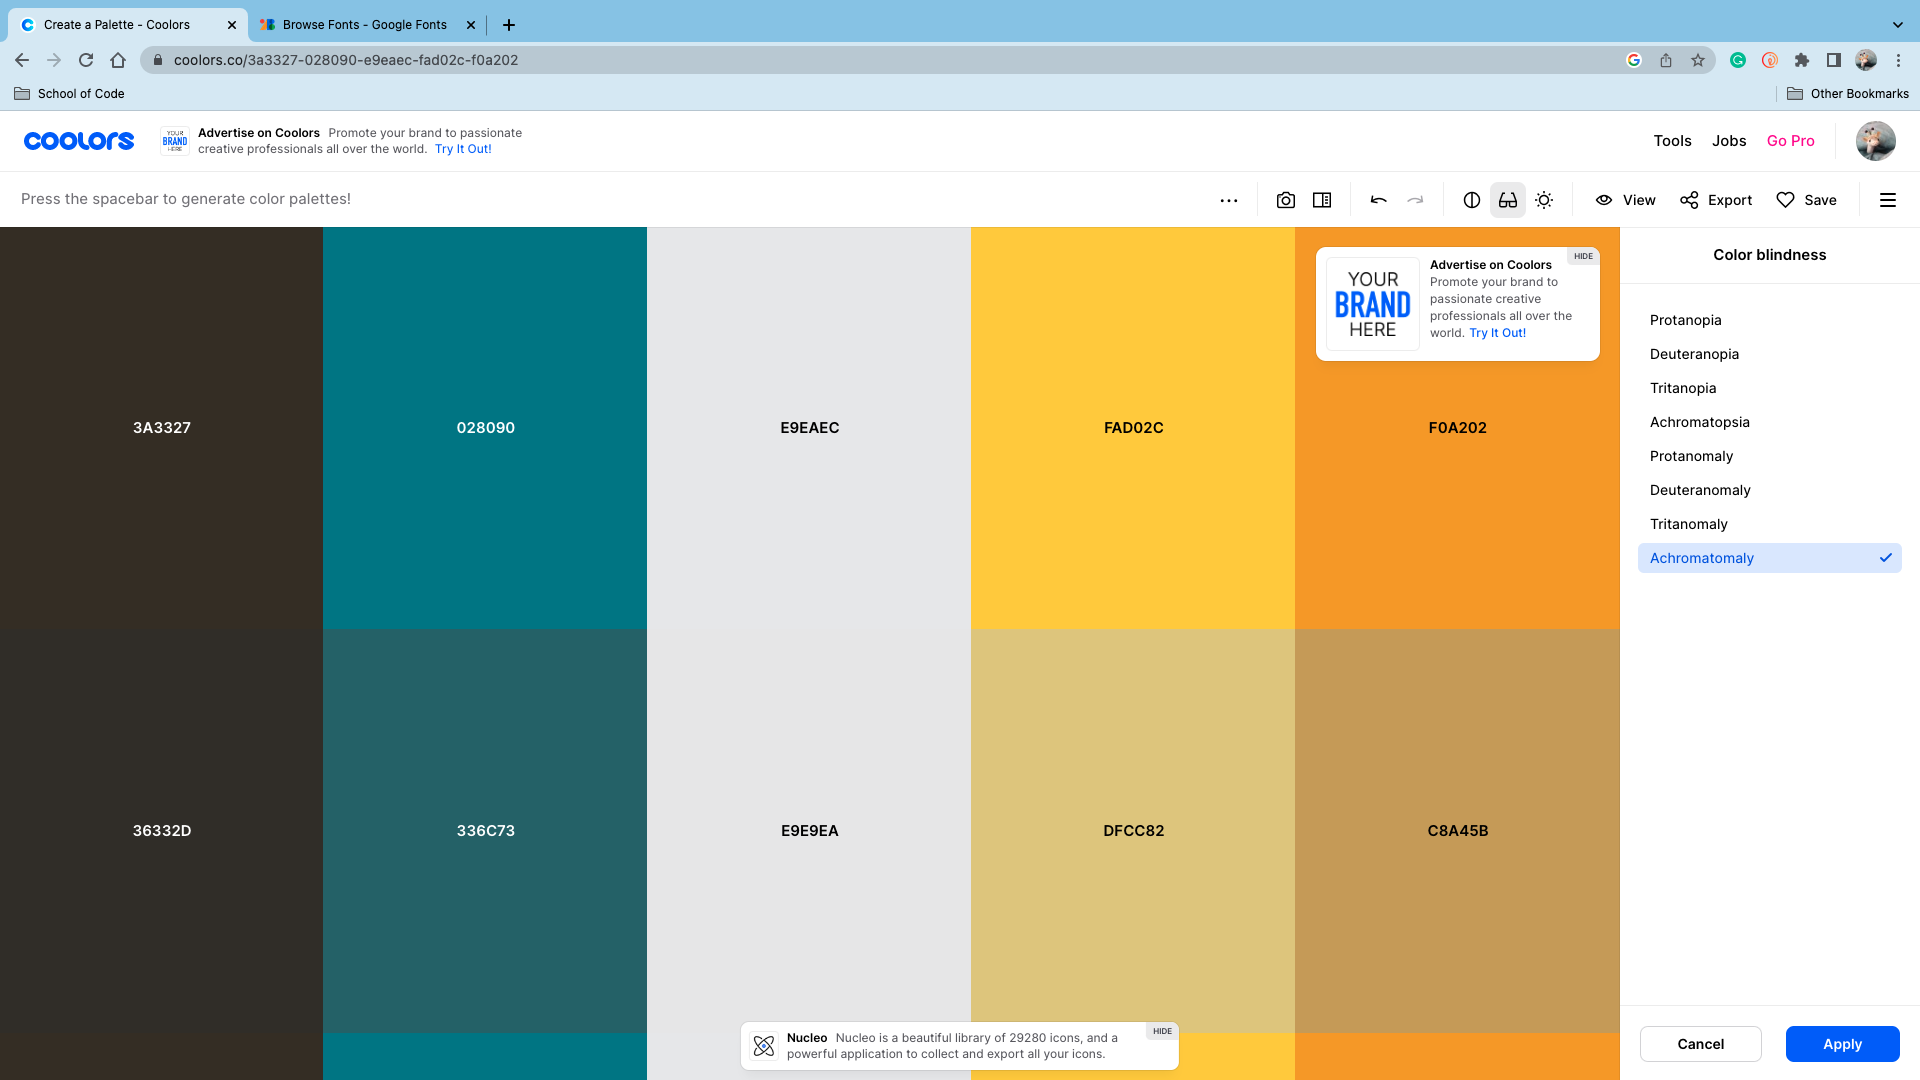 Create a Palette - Coolors
Browse Fonts - Google Fonts
coolors.co/3a3327-028090-e9eaec-fad02c-f0a202
School of Code
Other Bookmarks
coolors
YOUR
BRAND
HERE
Advertise on Coolors Promote your brand to passionate
creative professionals all over the world. Try It Out!
Tools
Jobs
Go Pro
Press the spacebar to generate color palettes!
View
Export
Save
Color blindness
HIDE
YOUR
BRAND
HERE
Advertise on Coolors
Promote your brand to
passionate creative
professionals all over the
world. Try It Out!
Protanopia
Deuteranopia
Tritanopia
Achromatopsia
Protanomaly
Deuteranomaly
Tritanomaly
Achromatomaly
3A3327
028090
E9EAEC
FAD02C
F0A202
36332D
336C73
E9E9EA
DFCC82
C8A45B
Nucleo Nucleo is a beautiful library of 29280 icons, and a
powerful application to collect and export all your icons.
HIDE
Cancel
Apply